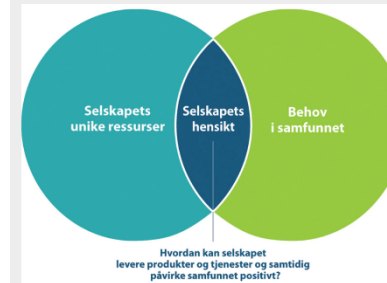 Selskapets
unike ressurser
Selskapets
hensikt
Behov
i samfunnet
Hvordan kan selskapet
levere produkter og tjenester og samtidig
påvirke samfunnet positivt?